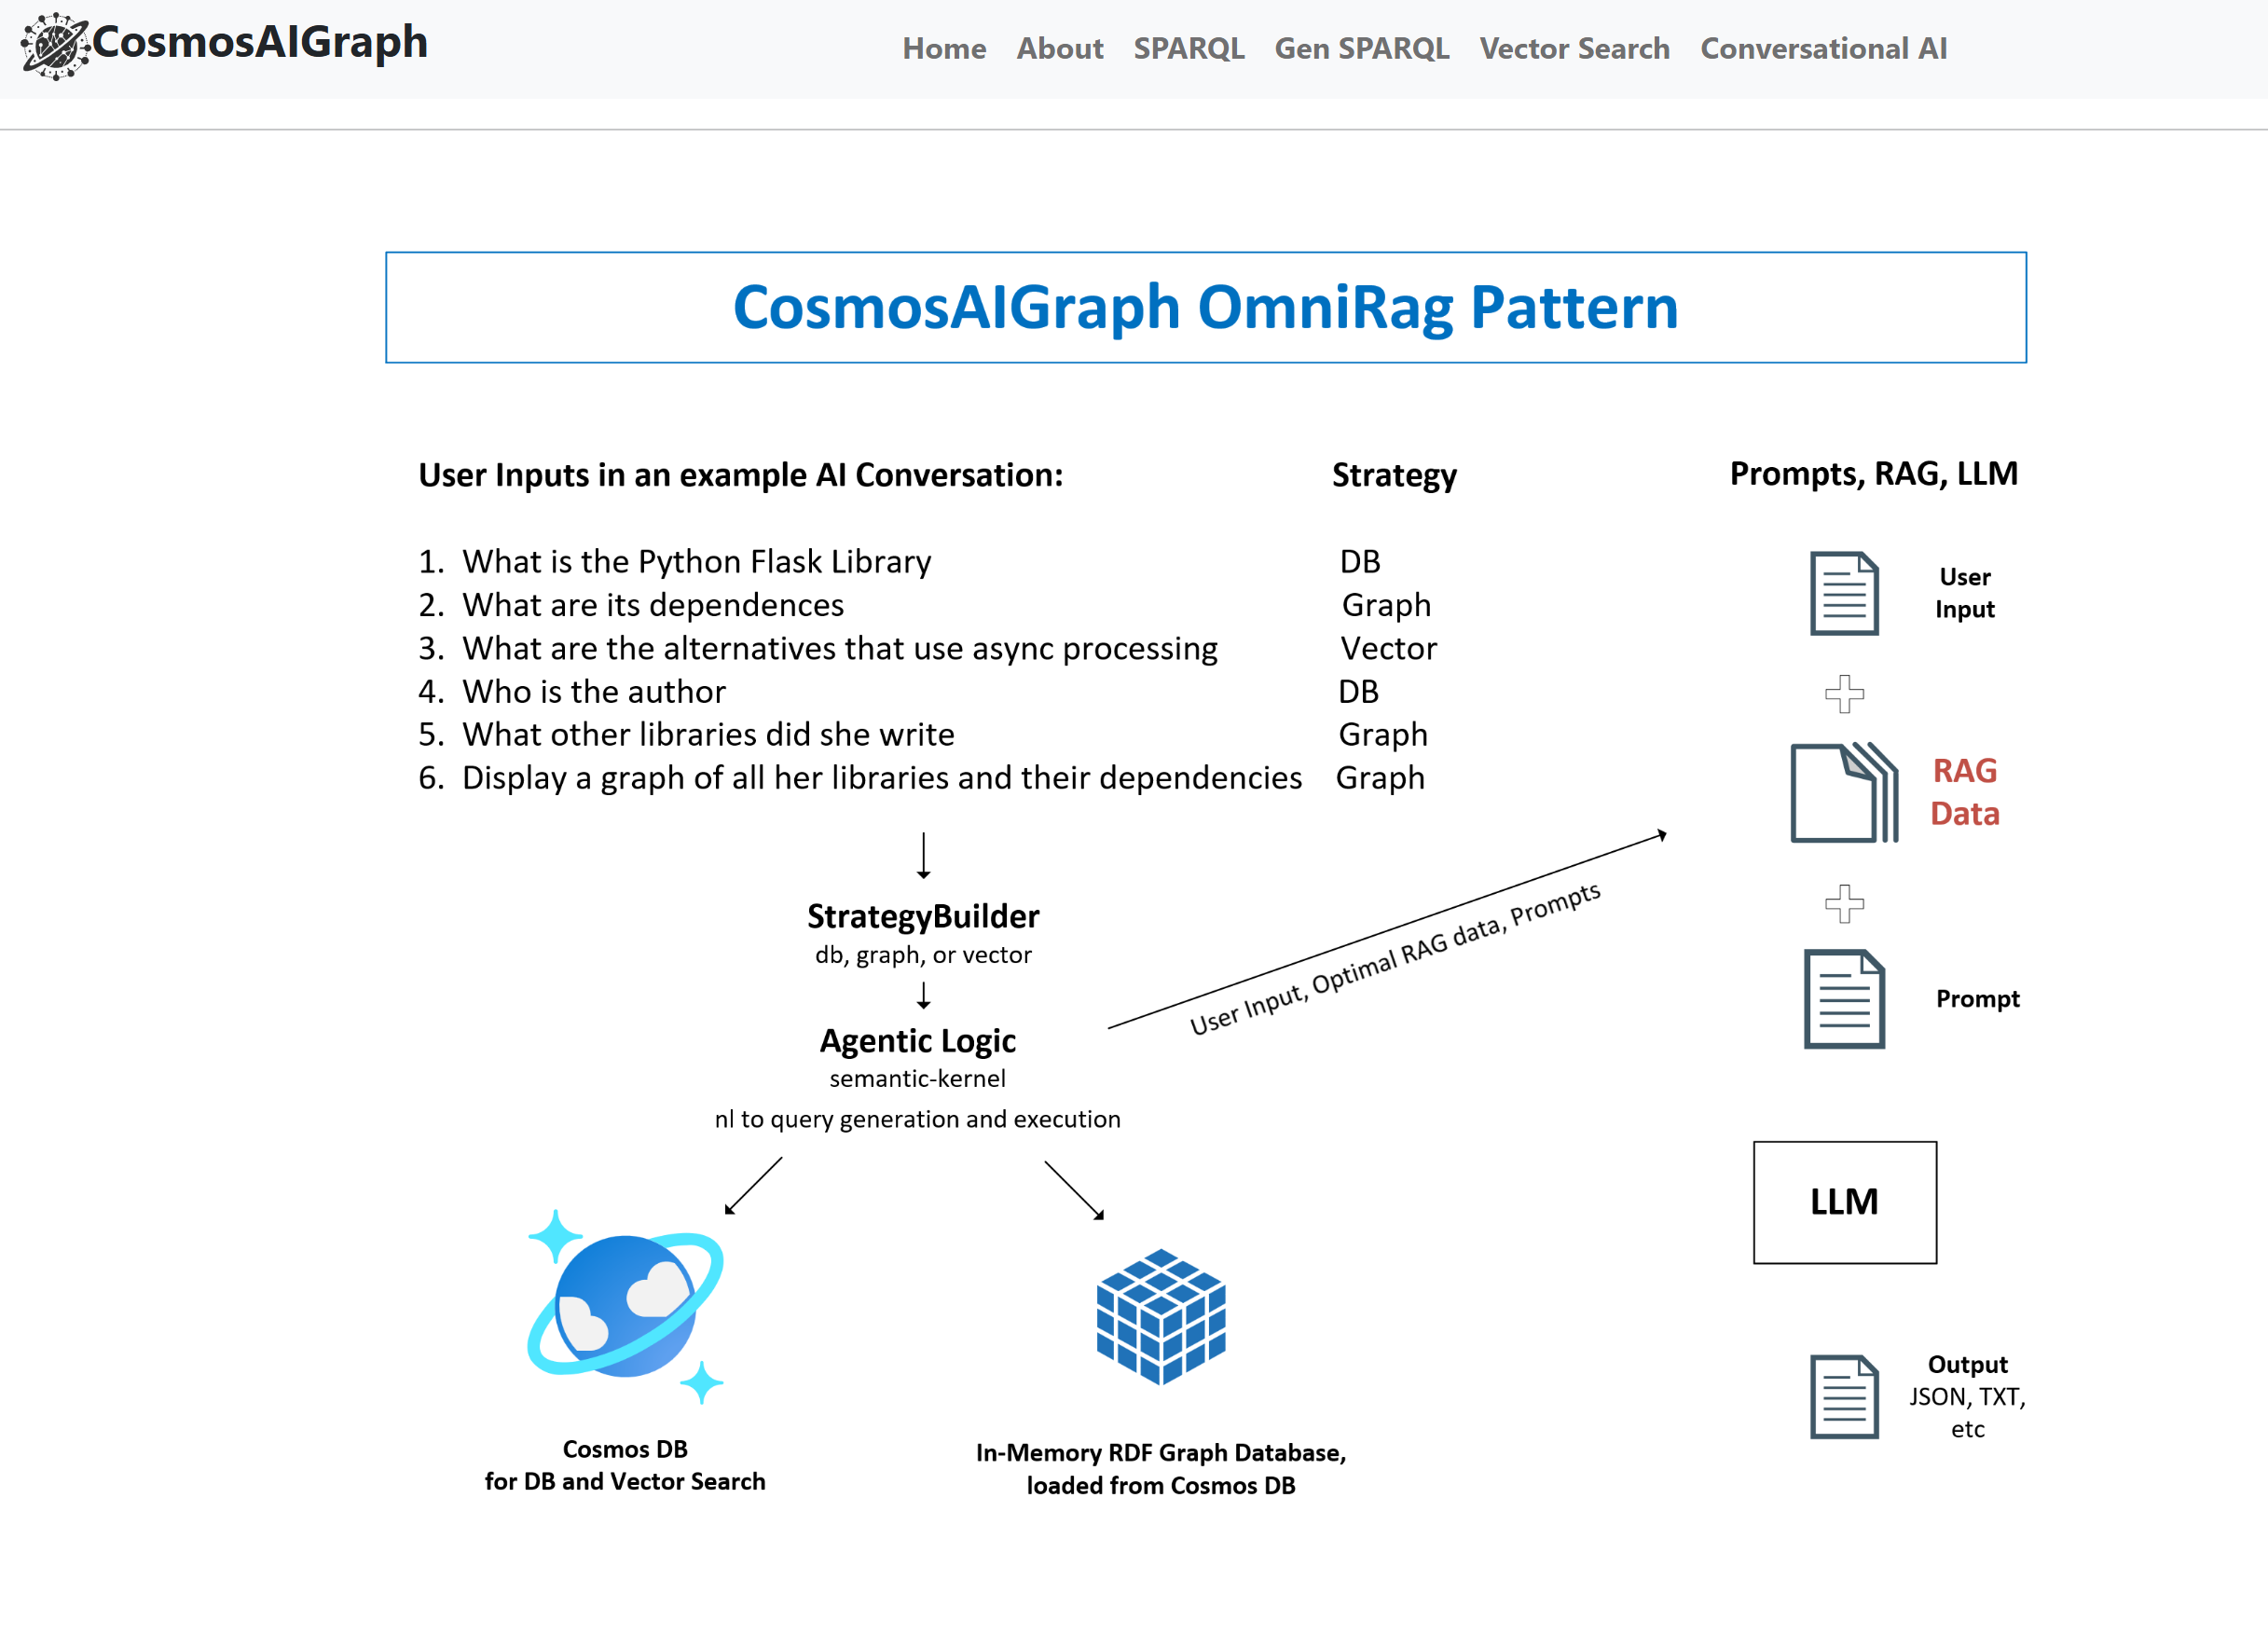 CosmosAIGraph
Home About SPARQL Gen SPARQL Vector Search Conversational AI
CosmosAIGraph OmniRag Pattern
User Inputs in an example AI Conversation: Strategy
1. What is the Python Flask Library DB
2. What are its dependences Graph
3. What are the alternatives that use async processing Vector
4. Who is the author DB
5. What other libraries did she write Graph
6. Display a graph of all her libraries and their dependencies Graph
StrategyBuilder
db, graph, or vector
Agentic Logic
semantic-kernel
nl to query generation and execution
User Input, Optimal RAG data, Prompts
Cosmos DB
for DB and Vector Search
In-Memory RDF Graph Database,
loaded from Cosmos DB
Prompts, RAG, LLM
User
Input
RAG
Data
Prompt
LLM
Output
JSON, TXT,
etc